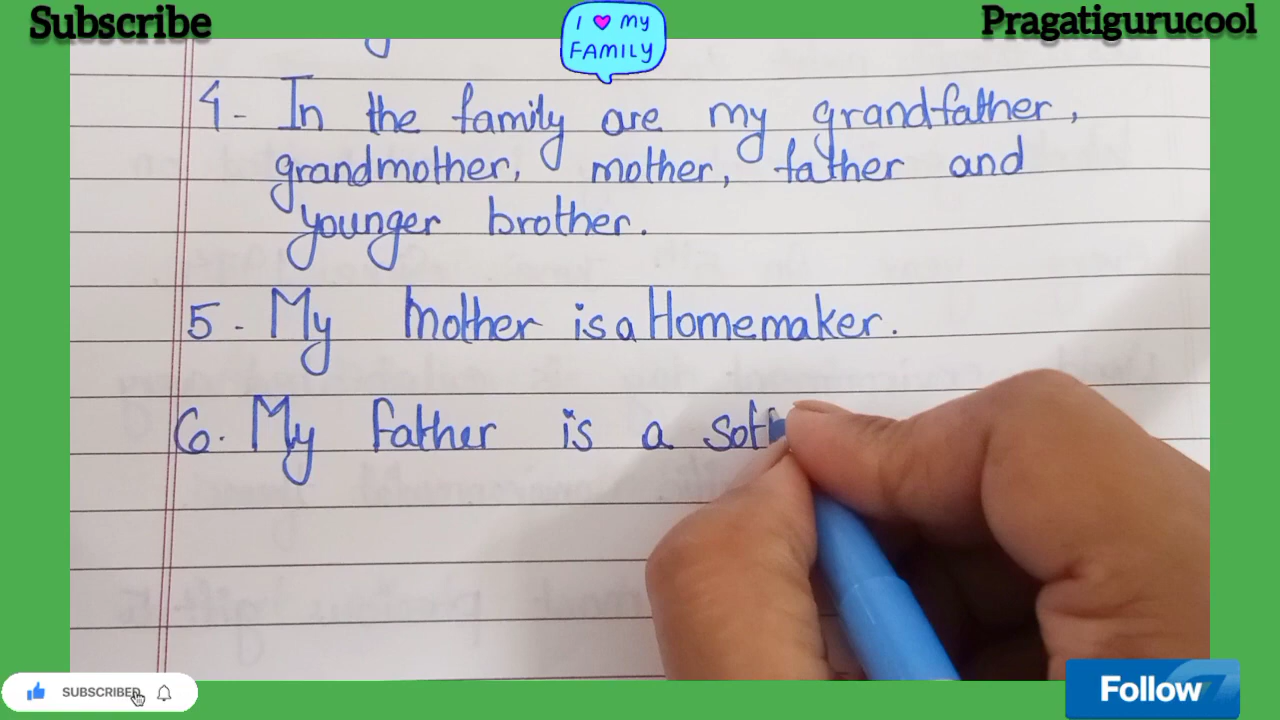 Subscribe
I ♥ my
FAMILY
Pragatigurucool
4- In the family are my grandfather,
grandmother, mother, father and
younger brother.
5. My Mother is a Homemaker.
6. My Father is a
SUBSCRIBED
Follow